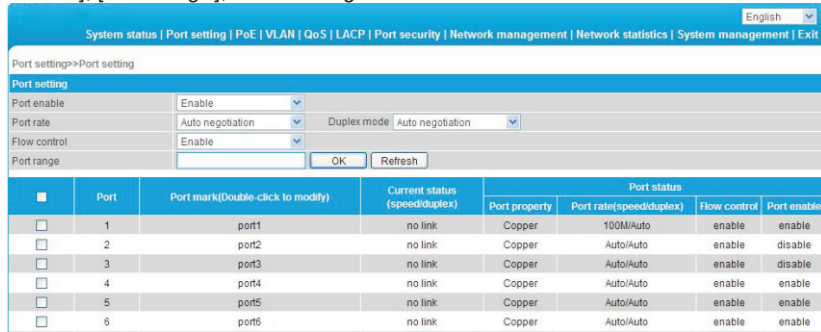 English
System status | Port setting | PoE | VLAN | QoS | LACP | Port security | Network management | Network statistics | System management | Exit
Port setting>>Port setting
Port setting
Port enable Enable
Port rate Auto negotiation Duplex mode Auto negotiation
Flow control Enable
Port range OK Refresh
Port Port mark(Double-click to modify) Current status (speed/duplex) Port status
Port property Port rate(speed/duplex) Flow control Port enable
1 port1 no link Copper 100M/Auto enable enable
2 port2 no link Copper Auto/Auto enable disable
3 port3 no link Copper Auto/Auto enable disable
4 port4 no link Copper Auto/Auto enable enable
5 port5 no link Copper Auto/Auto enable enable
6 port6 no link Copper Auto/Auto enable enable